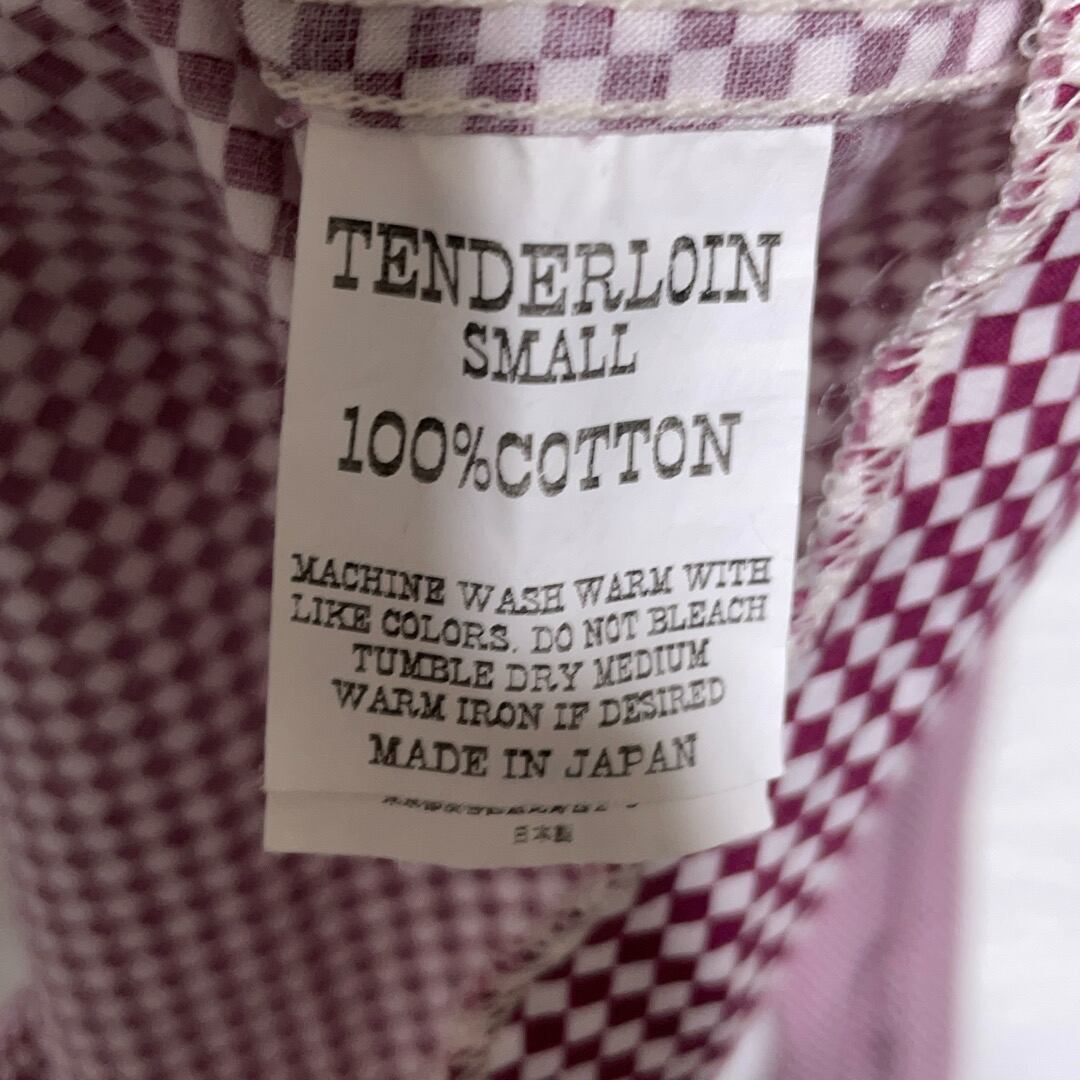 TENDERLOIN
SMALL
100%COTTON
MACHINE WASH WARM WITH
LIKE COLORS. DO NOT BLEACH
TUMBLE DRY MEDIUM
WARM IRON IF DESIRED
MADE IN JAPAN
日本製